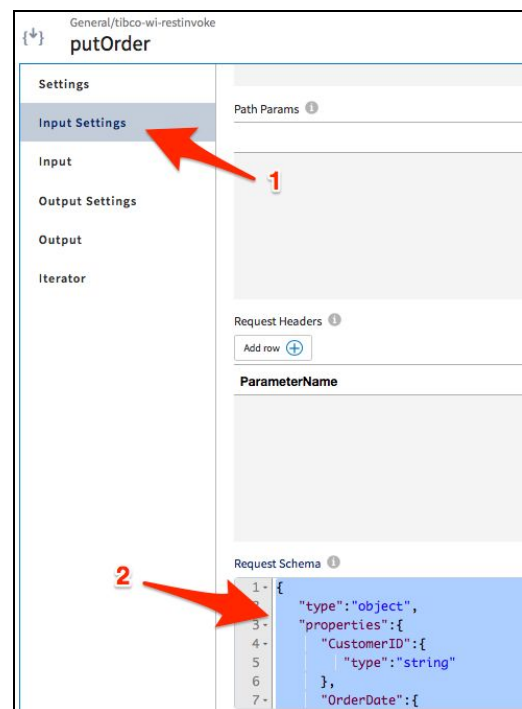 General/tibco-wi-restinvoke
putOrder
Settings
Input Settings
Input
Output Settings
Output
Iterator
1
Path Params
Request Headers
Add row
ParameterName
2
Request Schema
1 {
"type":"object",
3 "properties":{
4 "CustomerID":{
5 "type":"string"
6 },
7 "OrderDate":{